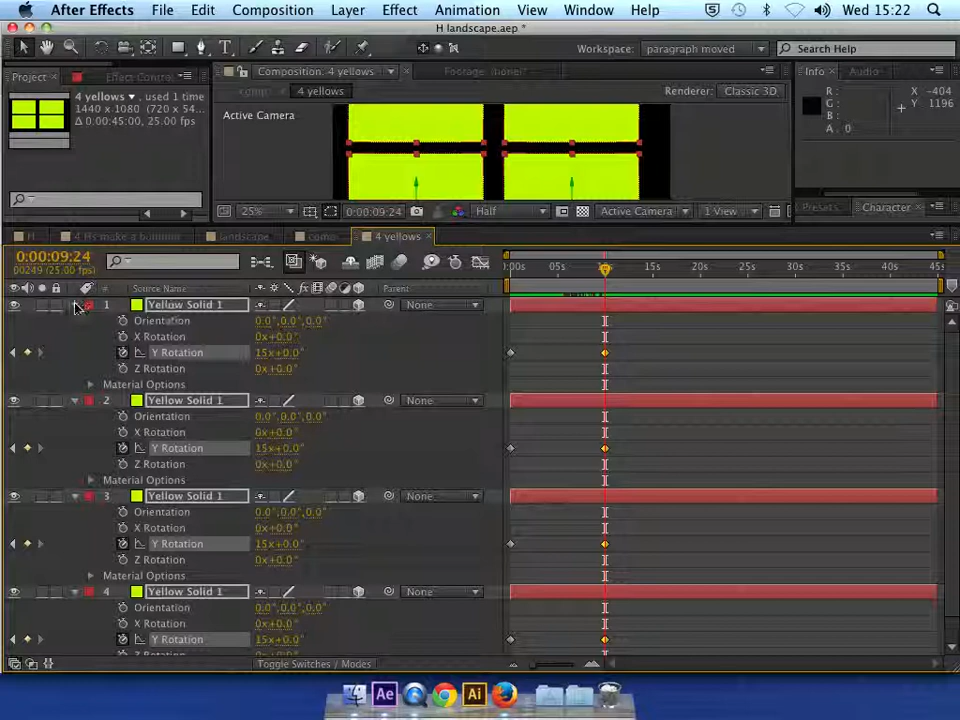 After Effects File Edit Composition Layer Effect Animation View Window Help Wed 15:22
H landscape.aep *
Workspace: paragraph moved Search Help
Project Effect Contro Composition: 4 yellows Footage: (none) Info Audio
4 yellows , used 1 time
1440 x 1080 (720 x 54...
Δ 0:00:45:00, 25.00 fps
comp 4 yellows Renderer: Classic 3D
Active Camera
R :
G :
B :
A : 0
X -404
Y 1196
25% 0:00:09:24 Half Active Camera 1 View Presets Character
H 4 Hs make a landscape comp 4 yellows
0:00:09:24
00249 (25.00 fps)
:00s 05s 15s 20s 25s 30s 35s 40s 45s
# Source Name Parent
1 Yellow Solid 1 None
Orientation 0.0°,0.0°,0.0°
X Rotation 0x+0.0°
Y Rotation 15x+0.0°
Z Rotation 0x+0.0°
Material Options
2 Yellow Solid 1 None
Orientation 0.0°,0.0°,0.0°
X Rotation 0x+0.0°
Y Rotation 15x+0.0°
Z Rotation 0x+0.0°
Material Options
3 Yellow Solid 1 None
Orientation 0.0°,0.0°,0.0°
X Rotation 0x+0.0°
Y Rotation 15x+0.0°
Z Rotation 0x+0.0°
Material Options
4 Yellow Solid 1 None
Orientation 0.0°,0.0°,0.0°
X Rotation 0x+0.0°
Y Rotation 15x+0.0°
Toggle Switches / Modes
Ae Ai